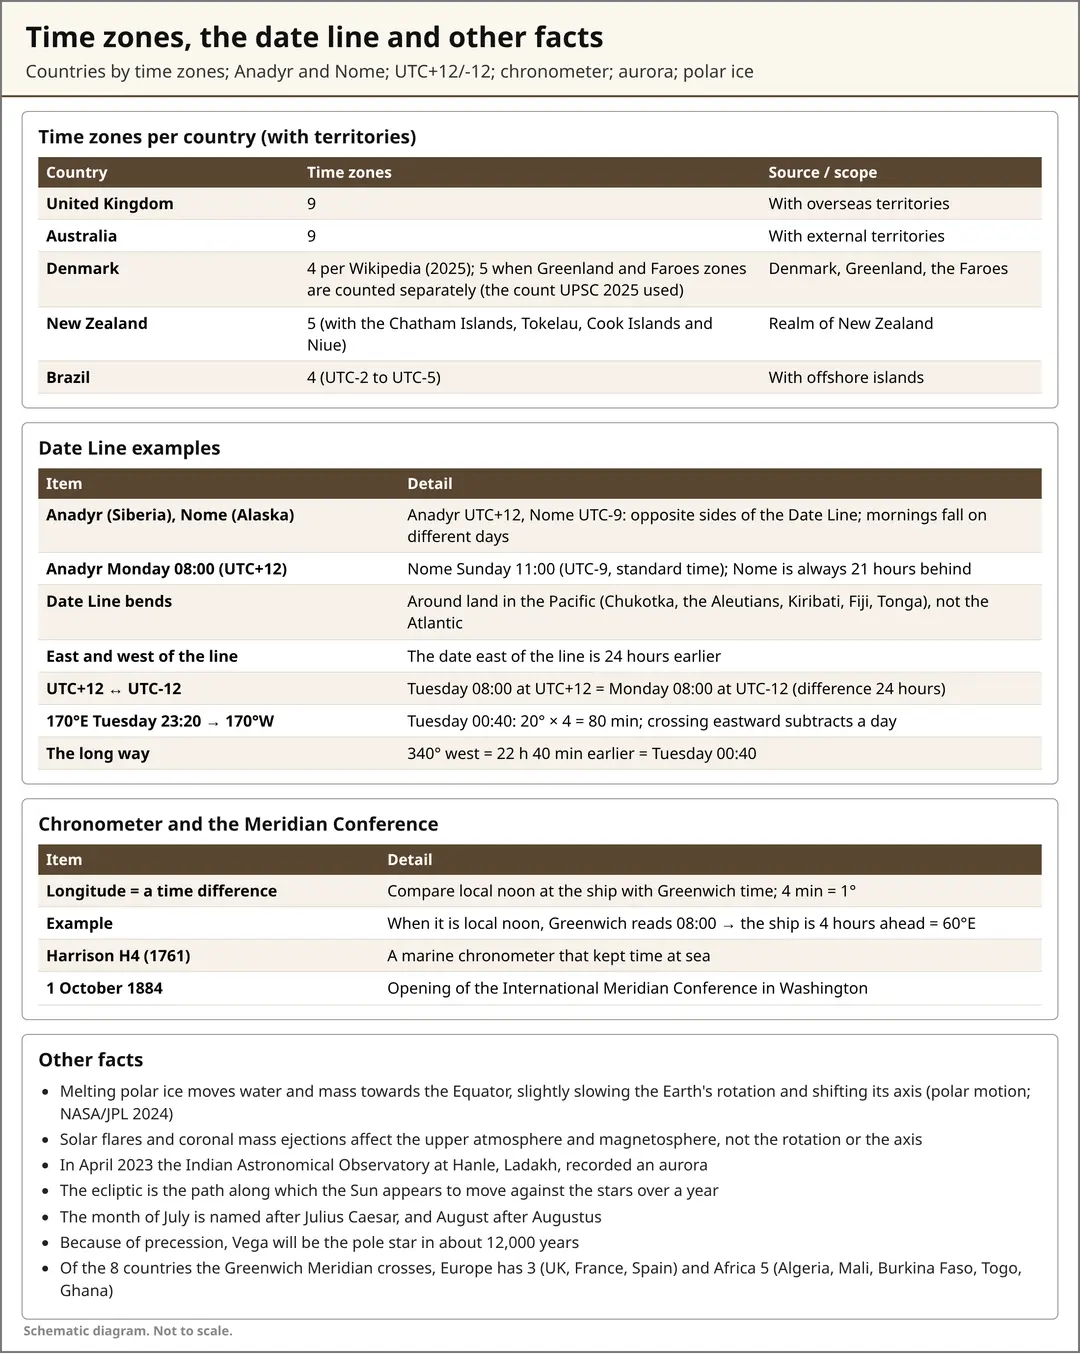 Time zones, the date line and other facts
Countries by time zones; Anadyr and Nome; UTC+12/-12; chronometer; aurora; polar ice
Time zones per country (with territories)
Country Time zones Source / scope
United Kingdom 9 With overseas territories
Australia 9 With external territories
Denmark 4 per Wikipedia (2025); 5 when Greenland and Faroes zones Denmark, Greenland, the Faroes
are counted separately (the count UPSC 2025 used)
New Zealand 5 (with the Chatham Islands, Tokelau, Cook Islands and Realm of New Zealand
Niue)
Brazil 4 (UTC-2 to UTC-5) With offshore islands
Date Line examples
Item Detail
Anadyr (Siberia), Nome (Alaska) Anadyr UTC+12, Nome UTC-9: opposite sides of the Date Line; mornings fall on
different days
Anadyr Monday 08:00 (UTC+12) Nome Sunday 11:00 (UTC-9, standard time); Nome is always 21 hours behind
Date Line bends Around land in the Pacific (Chukotka, the Aleutians, Kiribati, Fiji, Tonga), not the
Atlantic
East and west of the line The date east of the line is 24 hours earlier
UTC+12 ↔ UTC-12 Tuesday 08:00 at UTC+12 = Monday 08:00 at UTC-12 (difference 24 hours)
170°E Tuesday 23:20 → 170°W Tuesday 00:40: 20° × 4 = 80 min; crossing eastward subtracts a day
The long way 340° west = 22 h 40 min earlier = Tuesday 00:40
Chronometer and the Meridian Conference
Item Detail
Longitude = a time difference Compare local noon at the ship with Greenwich time; 4 min = 1°
Example When it is local noon, Greenwich reads 08:00 → the ship is 4 hours ahead = 60°E
Harrison H4 (1761) A marine chronometer that kept time at sea
1 October 1884 Opening of the International Meridian Conference in Washington
Other facts
• Melting polar ice moves water and mass towards the Equator, slightly slowing the Earth's rotation and shifting its axis (polar motion;
NASA/JPL 2024)
• Solar flares and coronal mass ejections affect the upper atmosphere and magnetosphere, not the rotation or the axis
• In April 2023 the Indian Astronomical Observatory at Hanle, Ladakh, recorded an aurora
• The ecliptic is the path along which the Sun appears to move against the stars over a year
• The month of July is named after Julius Caesar, and August after Augustus
• Because of precession, Vega will be the pole star in about 12,000 years
• Of the 8 countries the Greenwich Meridian crosses, Europe has 3 (UK, France, Spain) and Africa 5 (Algeria, Mali, Burkina Faso, Togo,
Ghana)
Schematic diagram. Not to scale.